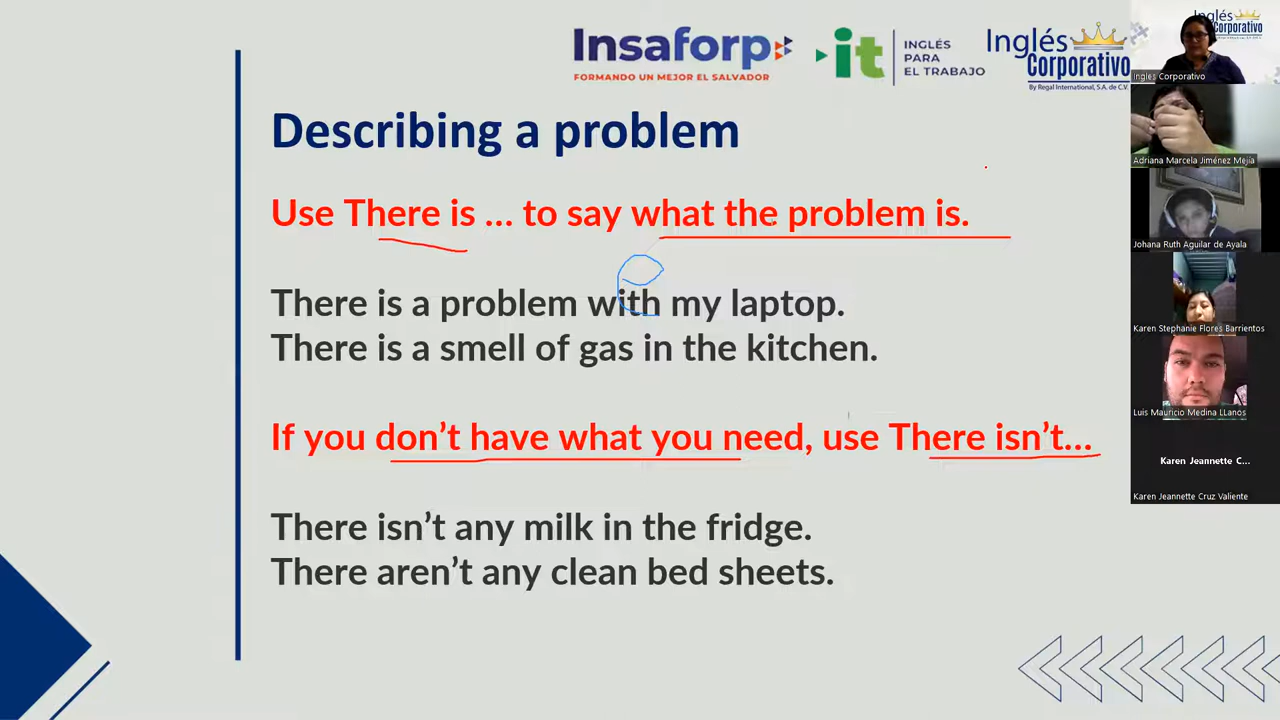 Insaforp
FORMANDO UN MEJOR EL SALVADOR
it
INGLÉS
PARA
EL TRABAJO
Inglés
Corporativo
By Regal International, S.A. de C.V.
Describing a problem
Use There is ... to say what the problem is.
There is a problem with my laptop.
There is a smell of gas in the kitchen.
If you don't have what you need, use There isn't...
There isn't any milk in the fridge.
There aren't any clean bed sheets.
Inglés
Corporativo
Inglés Corporativo
Adriana Marcela Jiménez Mejía
Johana Ruth Aguilar de Ayala
Karen Stephanie Flores Barrientos
Luis Mauricio Medina LLanos
Karen Jeannette C...
Karen Jeannette Cruz Valiente